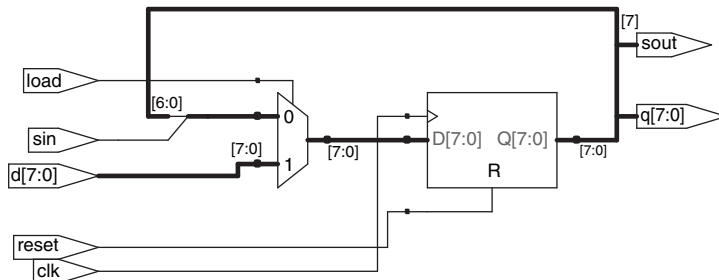 [7]
sout
load
[6:0]
0
sin
q[7:0]
[7:0]
1
[7:0]
D[7:0]
Q[7:0]
[7:0]
d[7:0]
R
reset
clk